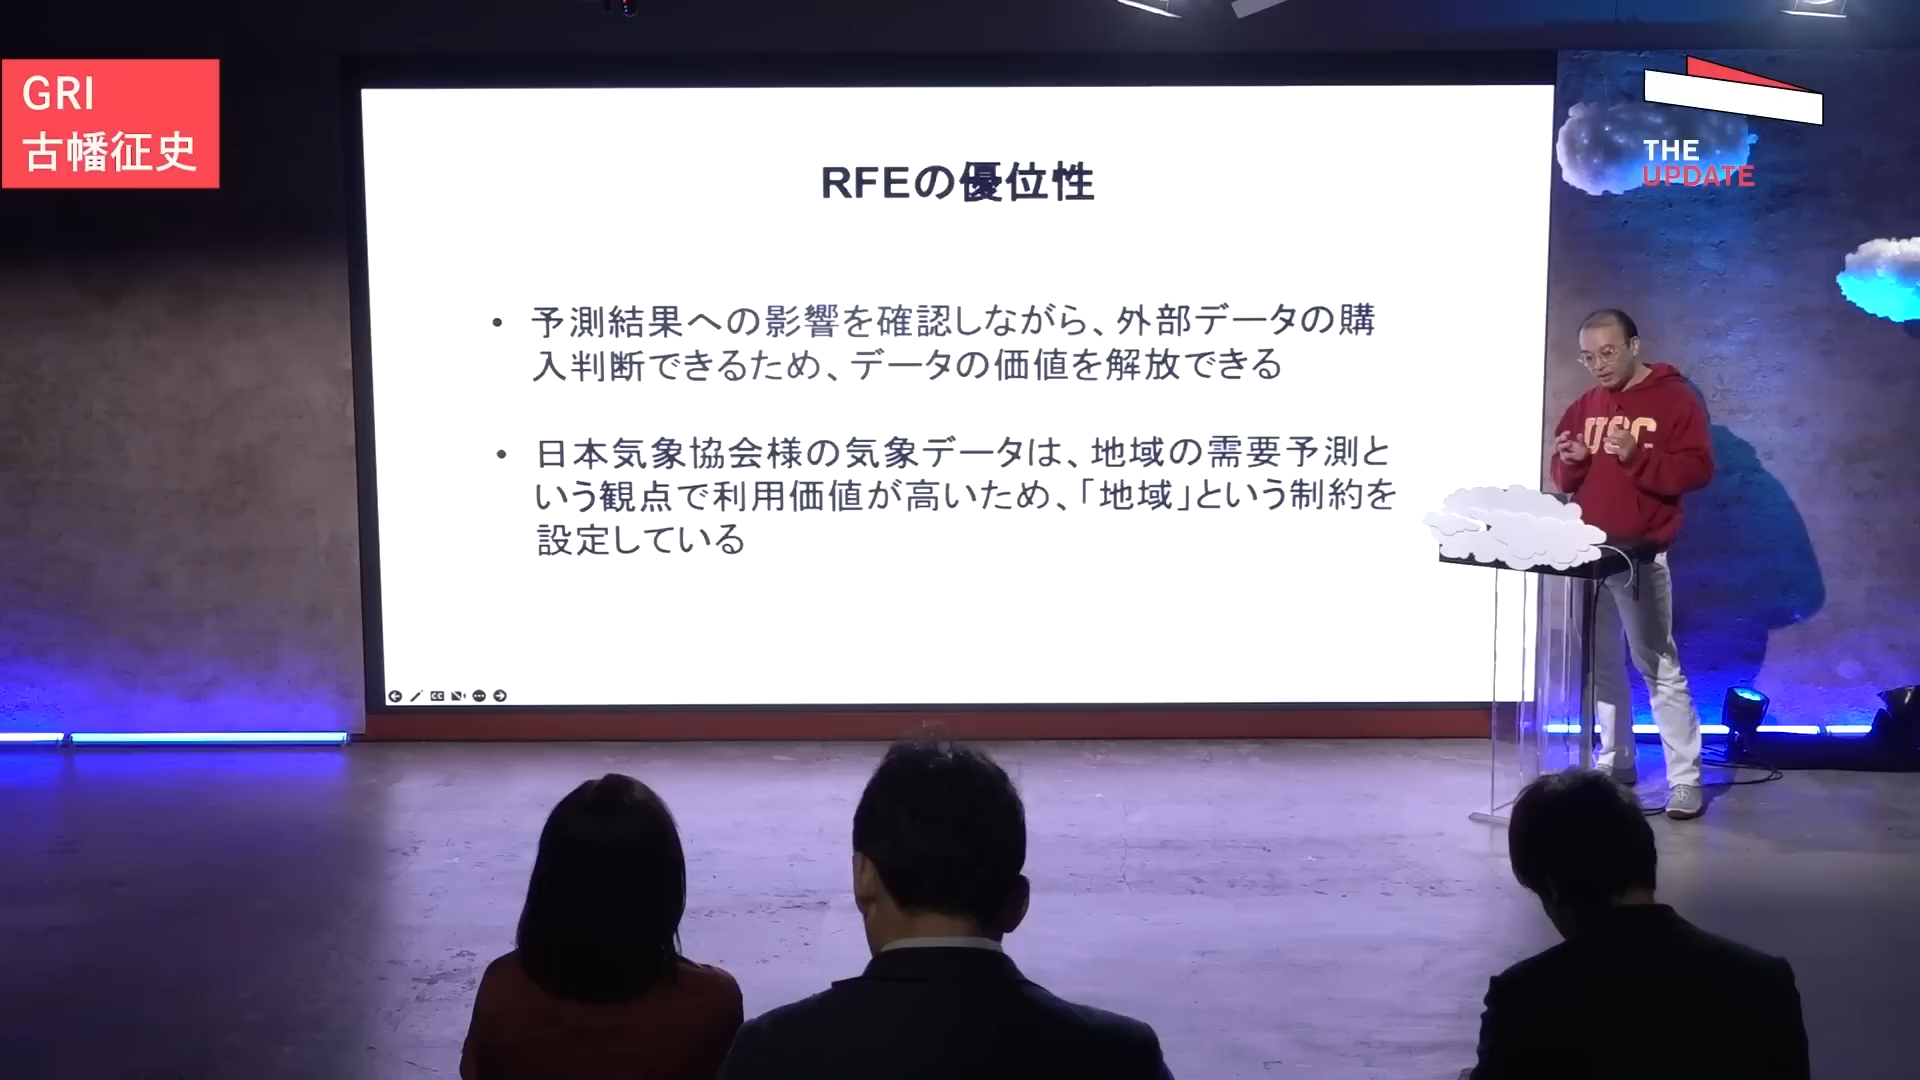 GRI
古幡征史
THE
UPDATE
RFEの優位性
• 予測結果への影響を確認しながら、外部データの購
入判断できるため、データの価値を解放できる
• 日本気象協会様の気象データは、地域の需要予測と
いう観点で利用価値が高いため、「地域」という制約を
設定している
USC
CC